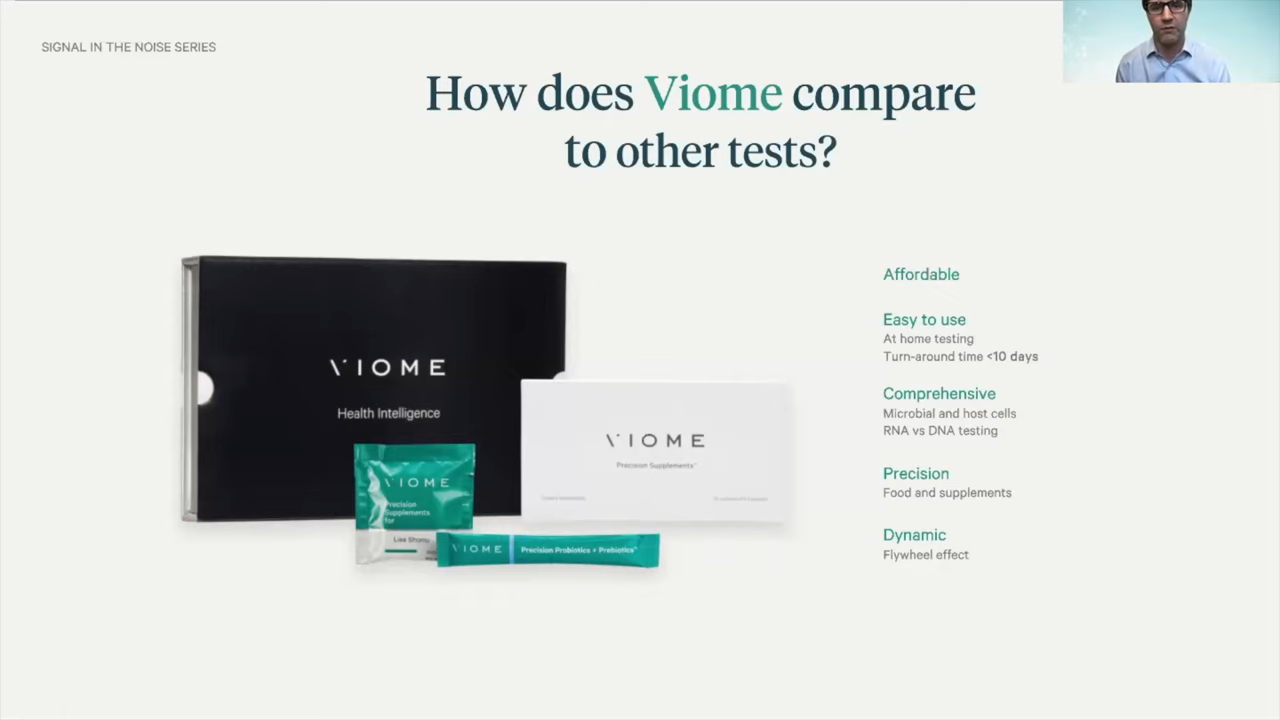 SIGNAL IN THE NOISE SERIES
How does Viome compare
to other tests?
VIOME
Health Intelligence
VIOME
Precision Supplements™
VIOME
Precision
Supplements
for
VIOME
Precision Probiotics + Prebiotics™
Affordable
Easy to use
At home testing
Turn-around time <10 days
Comprehensive
Microbial and host cells
RNA vs DNA testing
Precision
Food and supplements
Dynamic
Flywheel effect